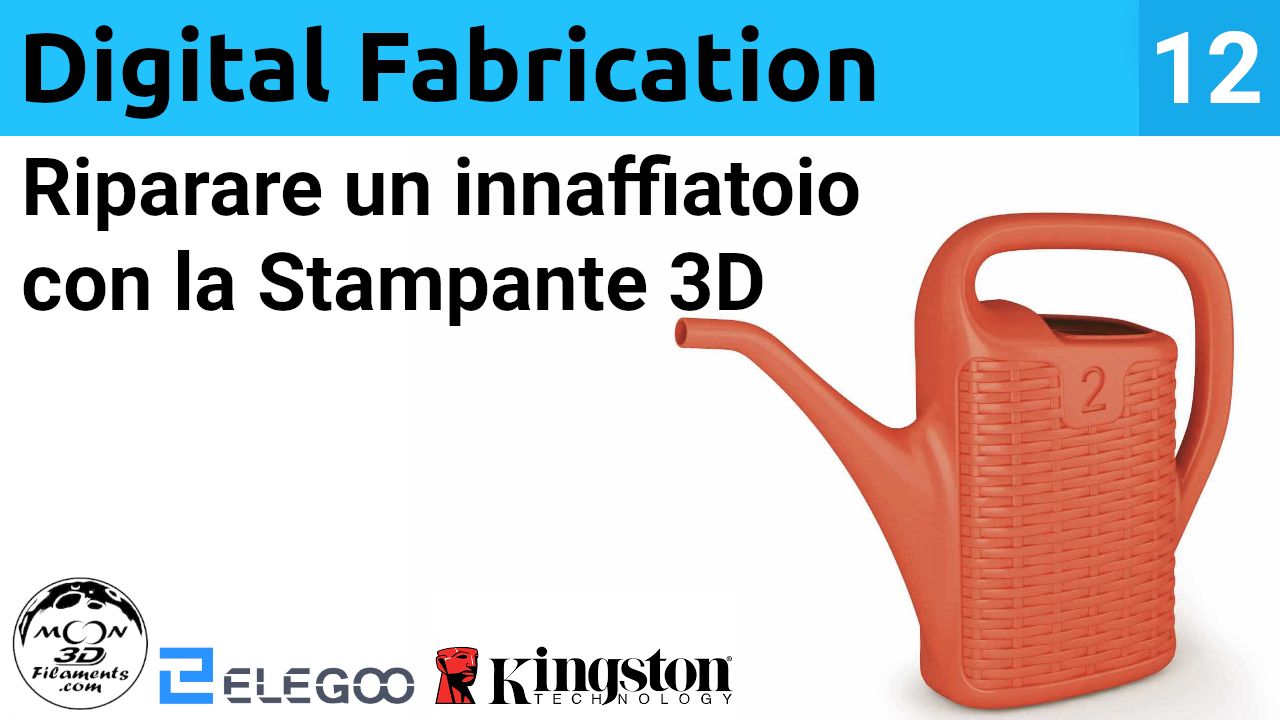 Digital Fabrication
12
Riparare un innaffiatoio
con la Stampante 3D
2
MOON
3D
Filaments
.com
ELEGOO
Kingston®
TECHNOLOGY